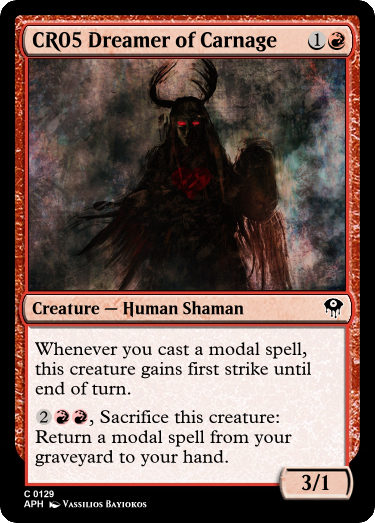 CR05 Dreamer of Carnage 1
Creature — Human Shaman
Whenever you cast a modal spell,
this creature gains first strike until
end of turn.
2, Sacrifice this creature:
Return a modal spell from your
graveyard to your hand.
3/1
C 0129
APH Vassilios Bayiokos